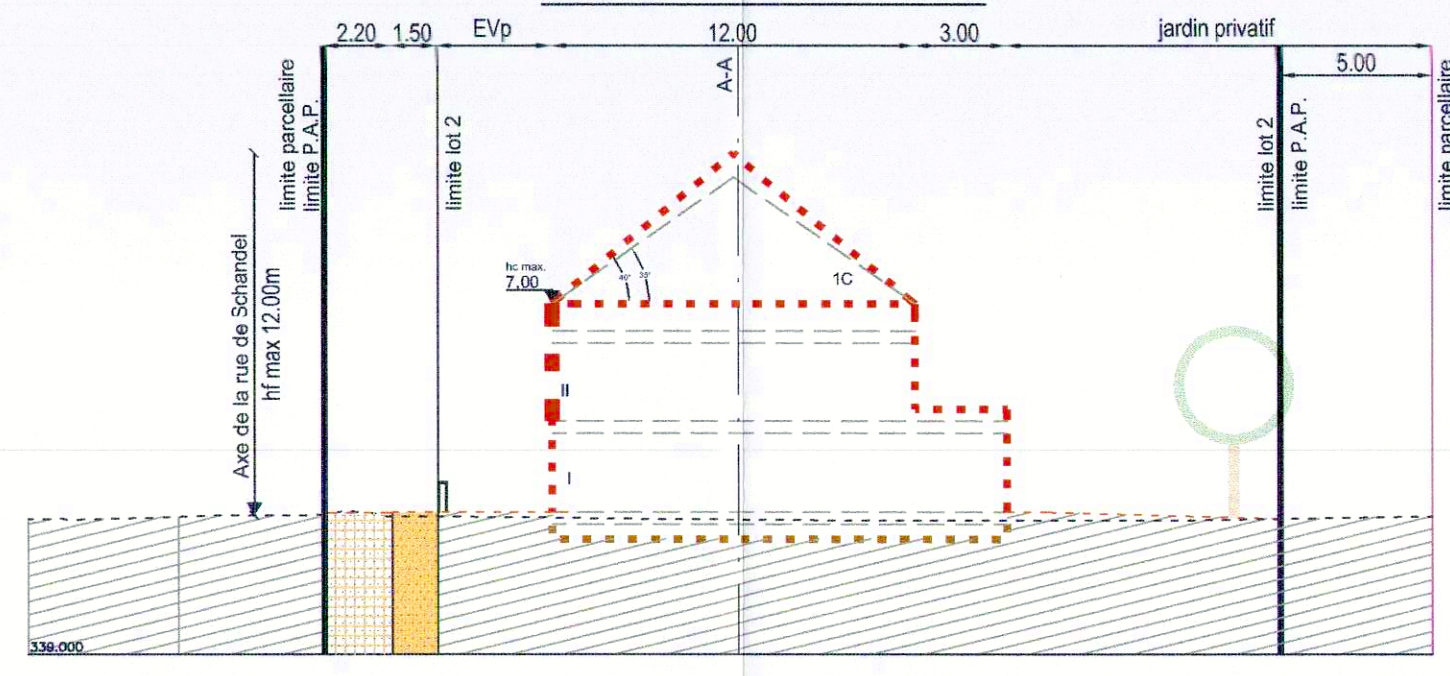 2.20 1.50 EVp 12.00 3.00 jardin privatif
5.00
limite parcellaire
limite P.A.P.
limite lot 2
A-A
limite lot 2
limite P.A.P.
limite parcellaire
Axe de la rue de Schandel
hf max 12.00m
hc max.
7.00
40°
35°
1C
II
I
339.000